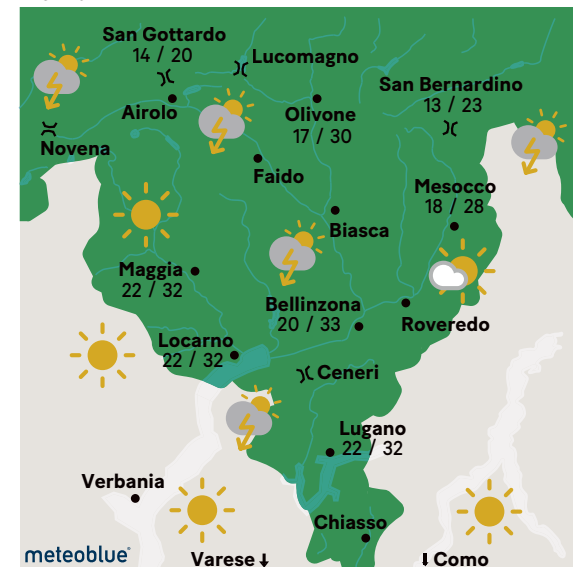 San Gottardo
14 / 20
Lucomagno
San Bernardino
13 / 23
Airolo
Olivone
17 / 30
Novena
Faido
Mesocco
18 / 28
Biasca
Maggia
22 / 32
Bellinzona
20 / 33
Roveredo
Locarno
22 / 32
Ceneri
Lugano
22 / 32
Verbania
Chiasso
meteoblue®
Varese ↓
⬇ Como